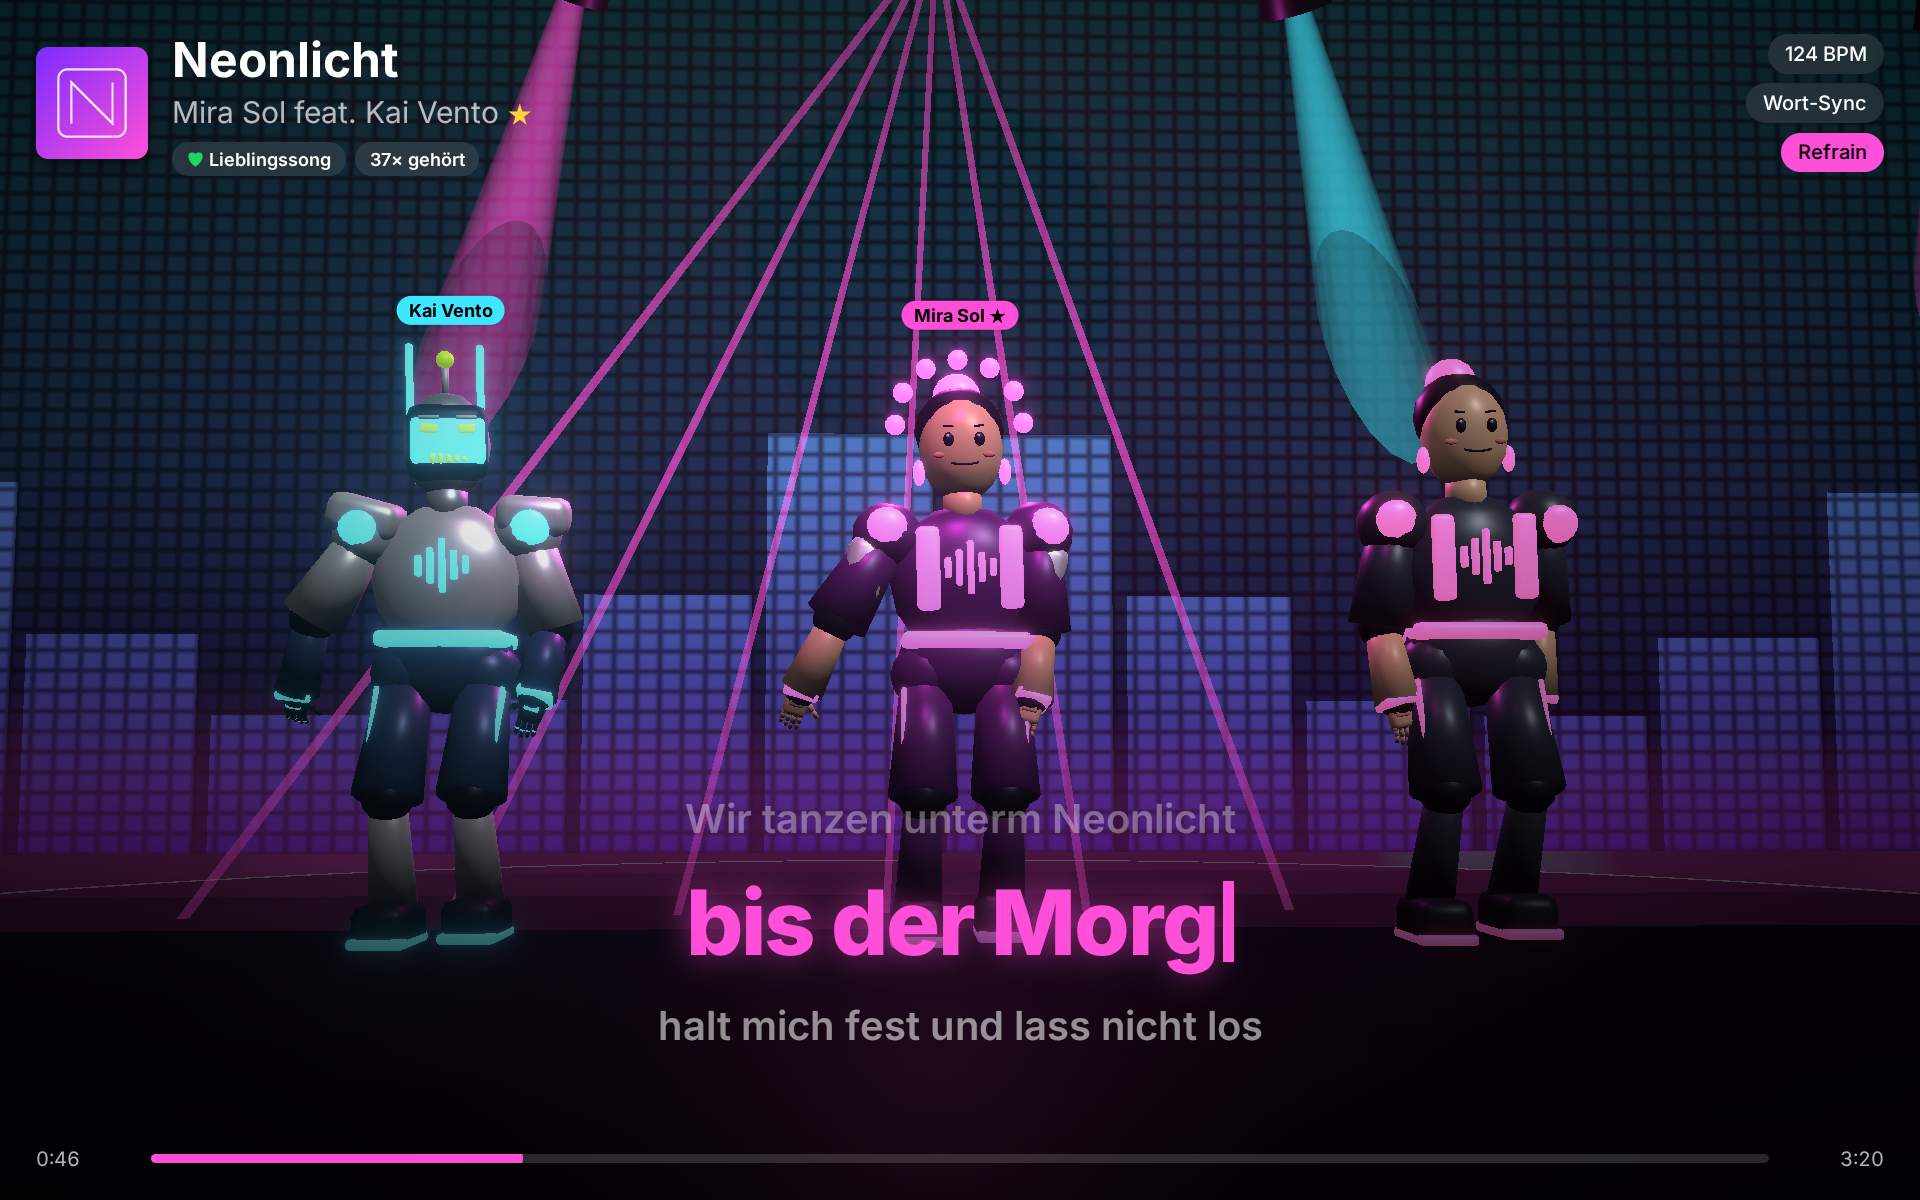 Neonlicht
Mira Sol feat. Kai Vento ⭐
Lieblingssong
37× gehört
124 BPM
Wort-Sync
Refrain
Kai Vento
Mira Sol ★
Wir tanzen unterm Neonlicht
bis der Morg
halt mich fest und lass nicht los
0:46
3:20